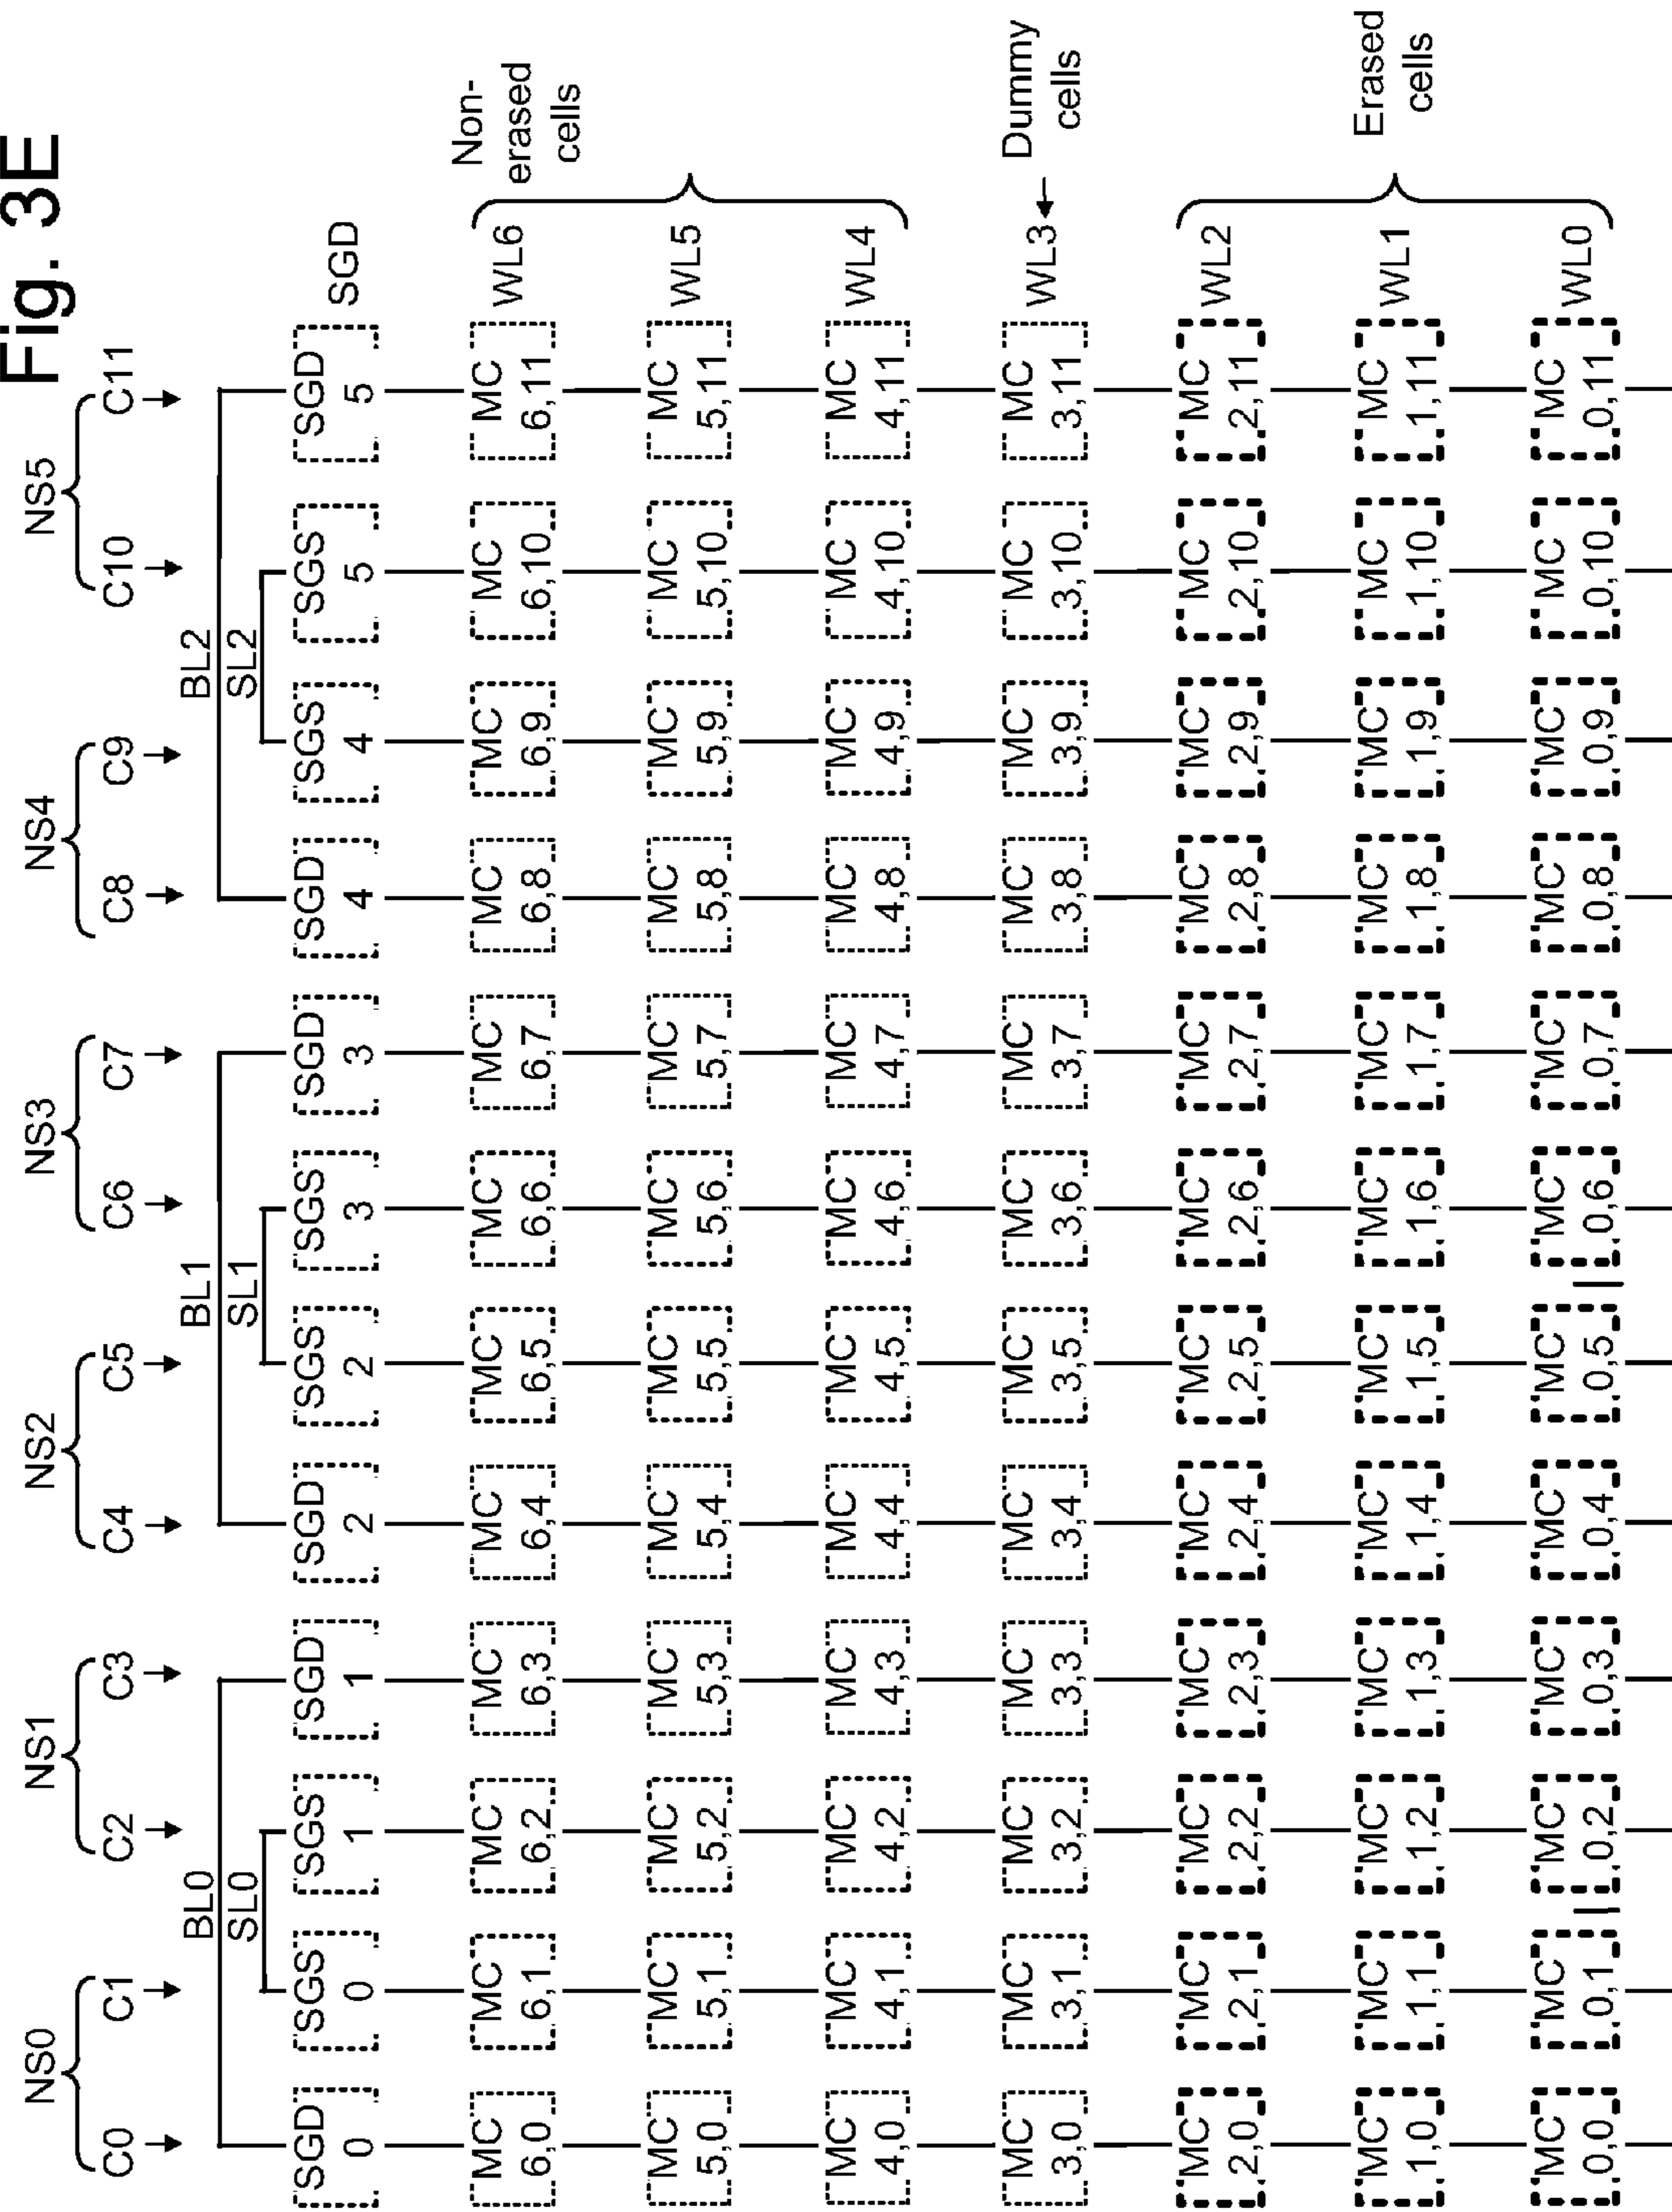 Fig. 3E
NS0 NS1 NS2 NS3 NS4 NS5
C0 C1 C2 C3 C4 C5 C6 C7 C8 C9 C10 C11
BL0 BL1 BL2
SL0 SL1 SL2
SGD SGS SGS SGD SGD SGS SGS SGD SGD SGS SGS SGD SGD
0 0 1 1 2 2 3 3 4 4 5 5
MC MC MC MC MC MC MC MC MC MC MC MC WL6
6,0 6,1 6,2 6,3 6,4 6,5 6,6 6,7 6,8 6,9 6,10 6,11
Non-
erased
cells
MC MC MC MC MC MC MC MC MC MC MC MC WL5
5,0 5,1 5,2 5,3 5,4 5,5 5,6 5,7 5,8 5,9 5,10 5,11
MC MC MC MC MC MC MC MC MC MC MC MC WL4
4,0 4,1 4,2 4,3 4,4 4,5 4,6 4,7 4,8 4,9 4,10 4,11
MC MC MC MC MC MC MC MC MC MC MC MC WL3
3,0 3,1 3,2 3,3 3,4 3,5 3,6 3,7 3,8 3,9 3,10 3,11
Dummy
cells
MC MC MC MC MC MC MC MC MC MC MC MC WL2
2,0 2,1 2,2 2,3 2,4 2,5 2,6 2,7 2,8 2,9 2,10 2,11
MC MC MC MC MC MC MC MC MC MC MC MC WL1
1,0 1,1 1,2 1,3 1,4 1,5 1,6 1,7 1,8 1,9 1,10 1,11
Erased
cells
MC MC MC MC MC MC MC MC MC MC MC MC WL0
0,0 0,1 0,2 0,3 0,4 0,5 0,6 0,7 0,8 0,9 0,10 0,11